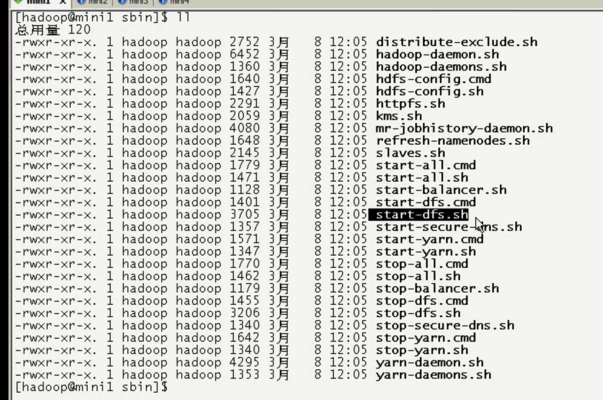 mini1 × mini2 mini3 mini4
[hadoop@mini1 sbin]$ ll
总用量 120
-rwxr-xr-x. 1 hadoop hadoop 2752 3月 8 12:05 distribute-exclude.sh
-rwxr-xr-x. 1 hadoop hadoop 6452 3月 8 12:05 hadoop-daemon.sh
-rwxr-xr-x. 1 hadoop hadoop 1360 3月 8 12:05 hadoop-daemons.sh
-rwxr-xr-x. 1 hadoop hadoop 1640 3月 8 12:05 hdfs-config.cmd
-rwxr-xr-x. 1 hadoop hadoop 1427 3月 8 12:05 hdfs-config.sh
-rwxr-xr-x. 1 hadoop hadoop 2291 3月 8 12:05 httpfs.sh
-rwxr-xr-x. 1 hadoop hadoop 2059 3月 8 12:05 kms.sh
-rwxr-xr-x. 1 hadoop hadoop 4080 3月 8 12:05 mr-jobhistory-daemon.sh
-rwxr-xr-x. 1 hadoop hadoop 1648 3月 8 12:05 refresh-namenodes.sh
-rwxr-xr-x. 1 hadoop hadoop 2145 3月 8 12:05 slaves.sh
-rwxr-xr-x. 1 hadoop hadoop 1779 3月 8 12:05 start-all.cmd
-rwxr-xr-x. 1 hadoop hadoop 1471 3月 8 12:05 start-all.sh
-rwxr-xr-x. 1 hadoop hadoop 1128 3月 8 12:05 start-balancer.sh
-rwxr-xr-x. 1 hadoop hadoop 1401 3月 8 12:05 start-dfs.cmd
-rwxr-xr-x. 1 hadoop hadoop 3705 3月 8 12:05 start-dfs.sh
-rwxr-xr-x. 1 hadoop hadoop 1357 3月 8 12:05 start-secure-dns.sh
-rwxr-xr-x. 1 hadoop hadoop 1571 3月 8 12:05 start-yarn.cmd
-rwxr-xr-x. 1 hadoop hadoop 1347 3月 8 12:05 start-yarn.sh
-rwxr-xr-x. 1 hadoop hadoop 1770 3月 8 12:05 stop-all.cmd
-rwxr-xr-x. 1 hadoop hadoop 1462 3月 8 12:05 stop-all.sh
-rwxr-xr-x. 1 hadoop hadoop 1179 3月 8 12:05 stop-balancer.sh
-rwxr-xr-x. 1 hadoop hadoop 1455 3月 8 12:05 stop-dfs.cmd
-rwxr-xr-x. 1 hadoop hadoop 3206 3月 8 12:05 stop-dfs.sh
-rwxr-xr-x. 1 hadoop hadoop 1340 3月 8 12:05 stop-secure-dns.sh
-rwxr-xr-x. 1 hadoop hadoop 1642 3月 8 12:05 stop-yarn.cmd
-rwxr-xr-x. 1 hadoop hadoop 1340 3月 8 12:05 stop-yarn.sh
-rwxr-xr-x. 1 hadoop hadoop 4295 3月 8 12:05 yarn-daemon.sh
-rwxr-xr-x. 1 hadoop hadoop 1353 3月 8 12:05 yarn-daemons.sh
[hadoop@mini1 sbin]$